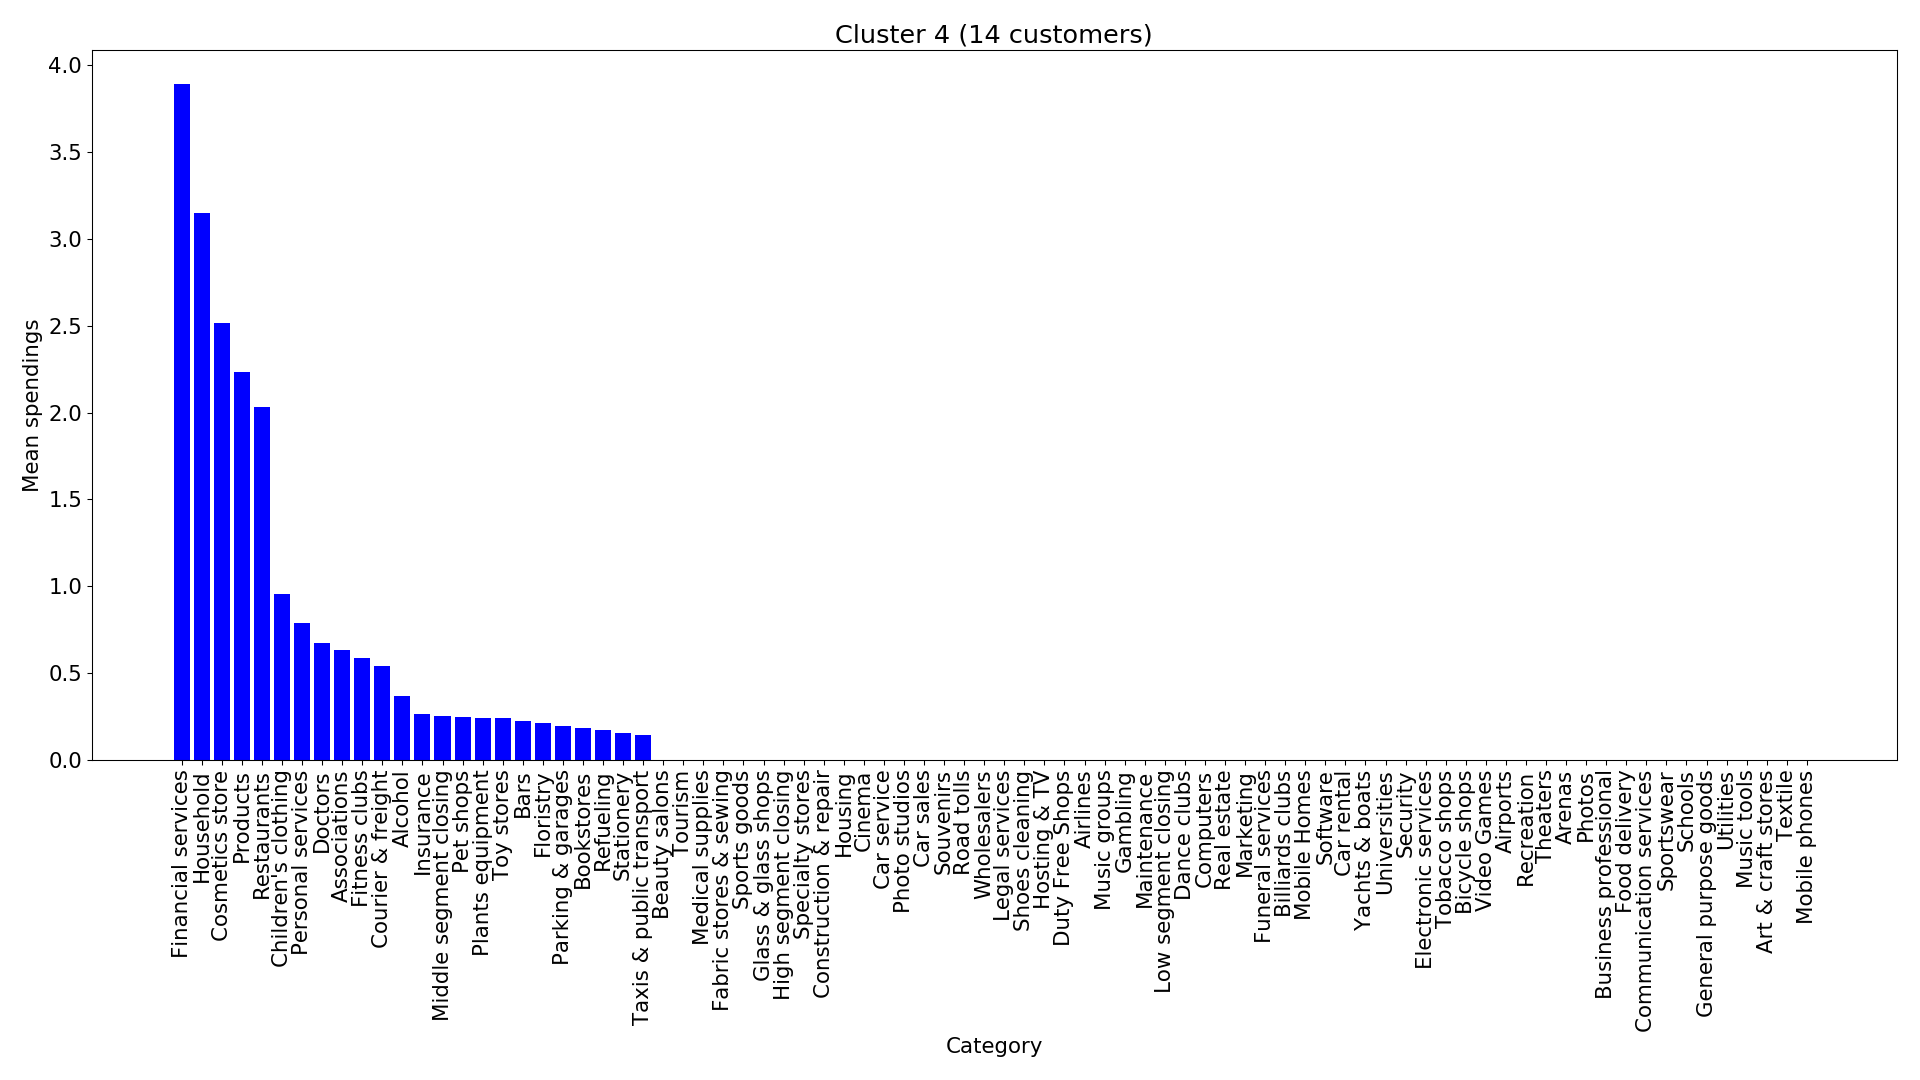 Cluster 4 (14 customers)
Mean spendings
4.0
3.5
3.0
2.5
2.0
1.5
1.0
0.5
0.0
Financial services
Household
Cosmetics store
Products
Restaurants
Children's clothing
Personal services
Doctors
Associations
Fitness clubs
Courier & freight
Alcohol
Insurance
Middle segment closing
Pet shops
Plants equipment
Toy stores
Bars
Floristry
Parking & garages
Bookstores
Refueling
Stationery
Taxis & public transport
Beauty salons
Tourism
Medical supplies
Fabric stores & sewing
Sports goods
Glass & glass shops
High segment closing
Specialty stores
Construction & repair
Housing
Cinema
Car service
Photo studios
Car sales
Souvenirs
Road tolls
Wholesalers
Legal services
Shoes cleaning
Hosting & TV
Duty Free Shops
Airlines
Music groups
Gambling
Maintenance
Low segment closing
Dance clubs
Computers
Real estate
Marketing
Funeral services
Billiards clubs
Mobile Homes
Software
Car rental
Yachts & boats
Universities
Security
Electronic services
Tobacco shops
Bicycle shops
Video Games
Airports
Recreation
Theaters
Arenas
Photos
Business professional
Food delivery
Communication services
Sportswear
Schools
General purpose goods
Utilities
Music tools
Art & craft stores
Textile
Mobile phones
Category